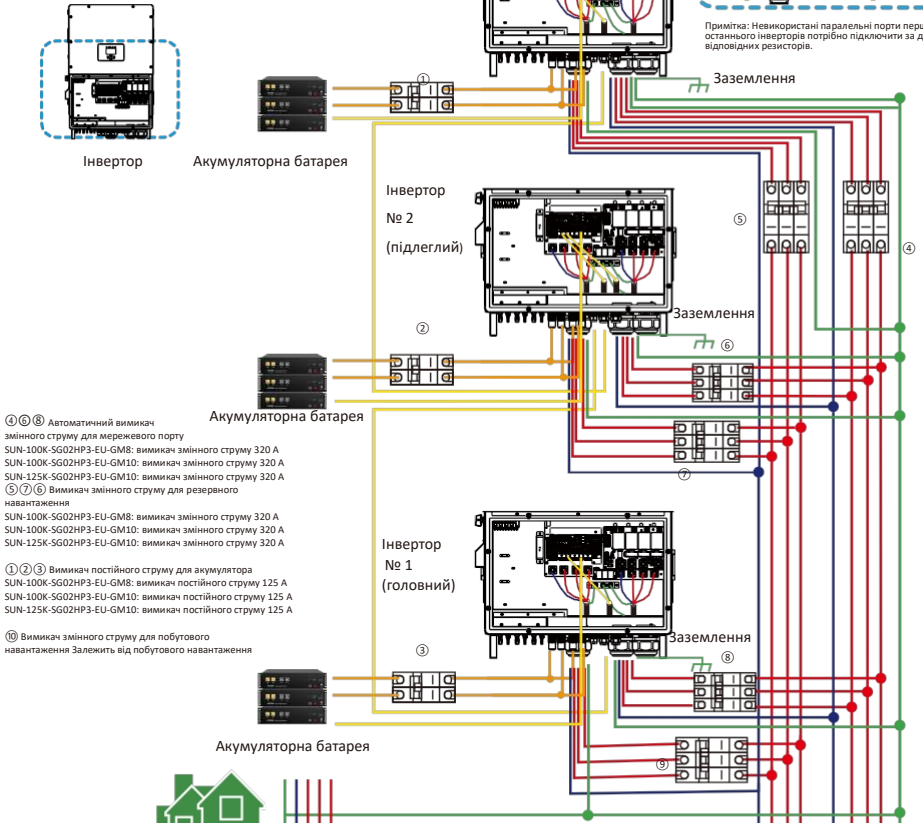 Примітка: Невикористані паралельні порти перш
останнього інверторів потрібно підключити за д
відповідних резисторів.
Заземлення
①
Інвертор
Акумуляторна батарея
Інвертор
№ 2
(підлеглий)
⑤
④
Заземлення
②
⑥
Акумуляторна батарея
④⑥⑧ Автоматичний вимикач
змінного струму для мережевого порту
SUN-100K-SG02HP3-EU-GM8: вимикач змінного струму 320 А
SUN-100K-SG02HP3-EU-GM10: вимикач змінного струму 320 А
SUN-125K-SG02HP3-EU-GM10: вимикач змінного струму 320 А
⑤⑦⑥ Вимикач змінного струму для резервного
навантаження
SUN-100K-SG02HP3-EU-GM8: вимикач змінного струму 320 А
SUN-100K-SG02HP3-EU-GM10: вимикач змінного струму 320 А
SUN-125K-SG02HP3-EU-GM10: вимикач змінного струму 320 А
①②③ Вимикач постійного струму для акумулятора
SUN-100K-SG02HP3-EU-GM8: вимикач постійного струму 125 А
SUN-100K-SG02HP3-EU-GM10: вимикач постійного струму 125 А
SUN-125K-SG02HP3-EU-GM10: вимикач постійного струму 125 А
⑩ Вимикач змінного струму для побутового
навантаження Залежить від побутового навантаження
⑦
Інвертор
№ 1
(головний)
Заземлення
③
⑧
Акумуляторна батарея
⑨